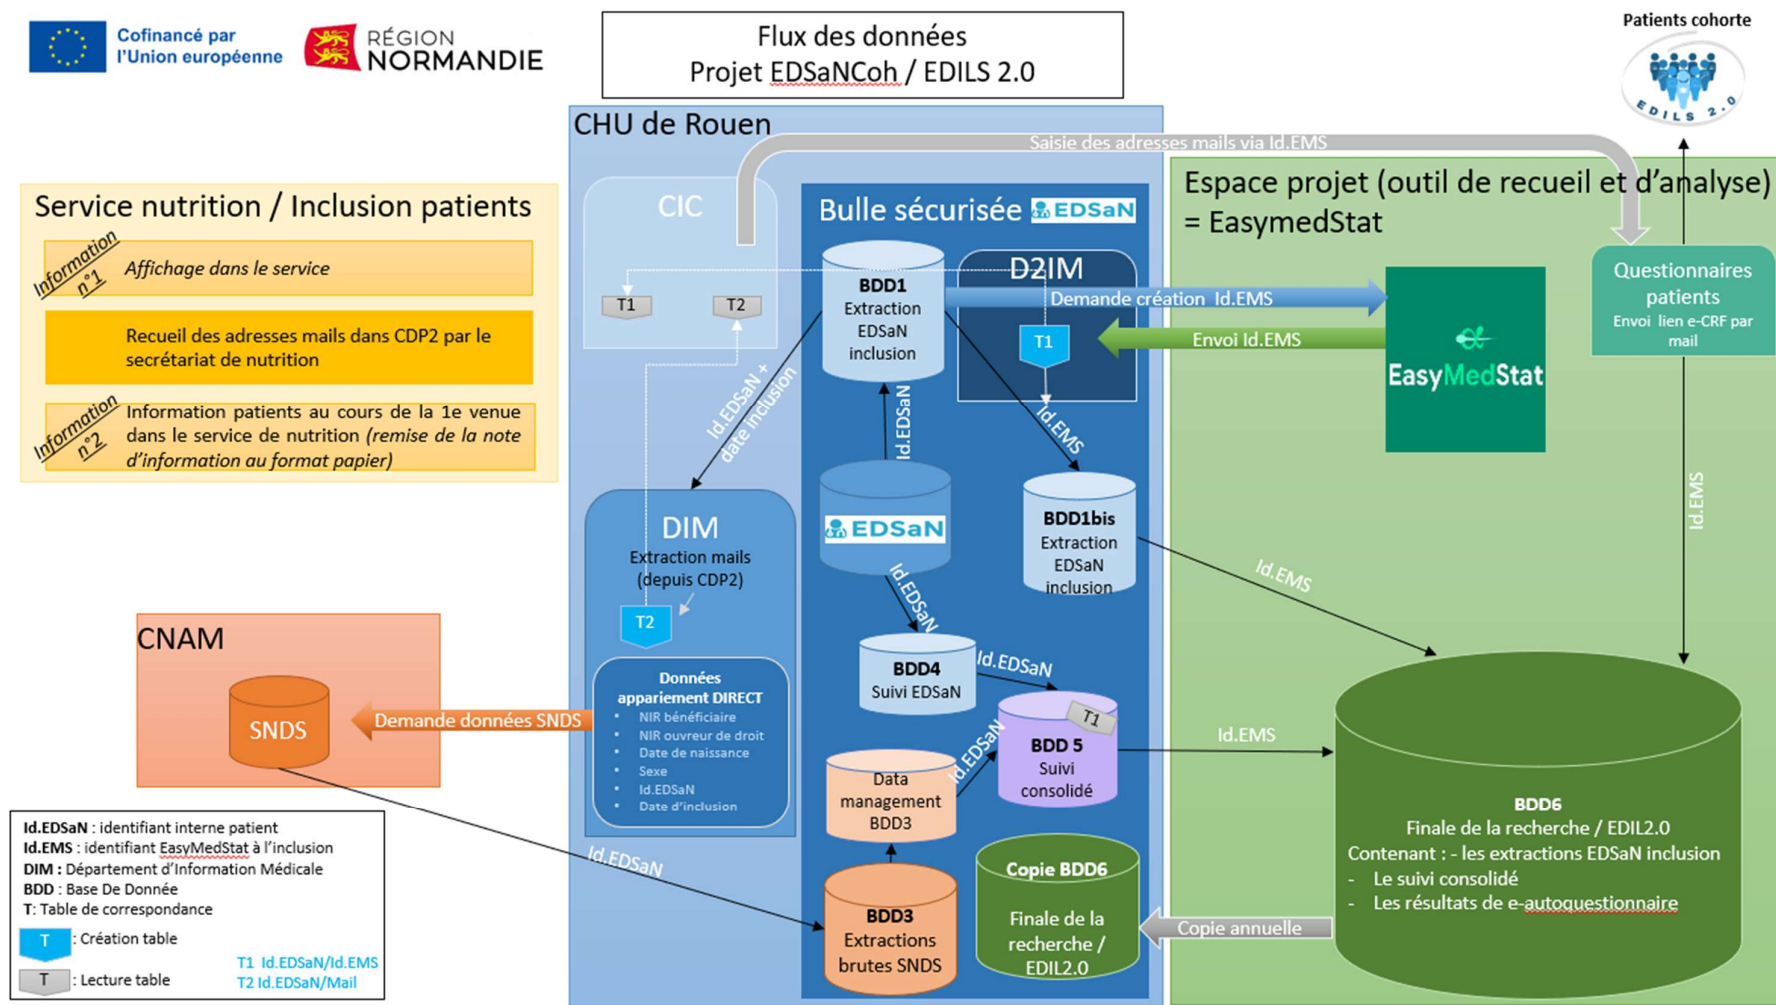 Cofinancé par
l'Union européenne
RÉGION
NORMANDIE
Flux des données
Projet EDSaNCoh / EDILS 2.0
Patients cohorte
EDILS 2.0
Service nutrition / Inclusion patients
Information
n°1
Affichage dans le service
Recueil des adresses mails dans CDP2 par le
secrétariat de nutrition
Information
n°2
Information patients au cours de la 1e venue
dans le service de nutrition (remise de la note
d'information au format papier)
CHU de Rouen
Saisie des adresses mails via Id.EMS
CIC
T1
T2
Bulle sécurisée
EDSaN
BDD1
Extraction
EDSaN
inclusion
D2IM
T1
Demande création Id.EMS
Envoi Id.EMS
Id.EDSaN +
date inclusion
Id.EDSaN
Id.EMS
Espace projet (outil de recueil et d'analyse)
= EasymedStat
EasyMedStat
Questionnaires
patients
Envoi lien e-CRF par
mail
Id.EMS
DIM
Extraction mails
(depuis CDP2)
T2
Données
appariement DIRECT
• NIR bénéficiaire
• NIR ouvreur de droit
• Date de naissance
• Sexe
• Id.EDSaN
• Date d'inclusion
EDSaN
Id.EDSaN
BDD1bis
Extraction
EDSaN
inclusion
Id.EMS
BDD4
Suivi EDSaN
Id.EDSaN
T1
BDD 5
Suivi
consolidé
Id.EMS
Id.EDSaN
Data
management
BDD3
BDD3
Extractions
brutes SNDS
Copie BDD6
Finale de la
recherche /
EDIL2.0
Copie annuelle
BDD6
Finale de la recherche / EDIL2.0
Contenant : - les extractions EDSaN inclusion
- Le suivi consolidé
- Les résultats de e-autoquestionnaire
CNAM
SNDS
Demande données SNDS
Id.EDSaN
Id.EDSaN : identifiant interne patient
Id.EMS : identifiant EasyMedStat à l'inclusion
DIM : Département d'Information Médicale
BDD : Base De Donnée
T: Table de correspondance
T : Création table
T : Lecture table
T1 Id.EDSaN/Id.EMS
T2 Id.EDSaN/Mail